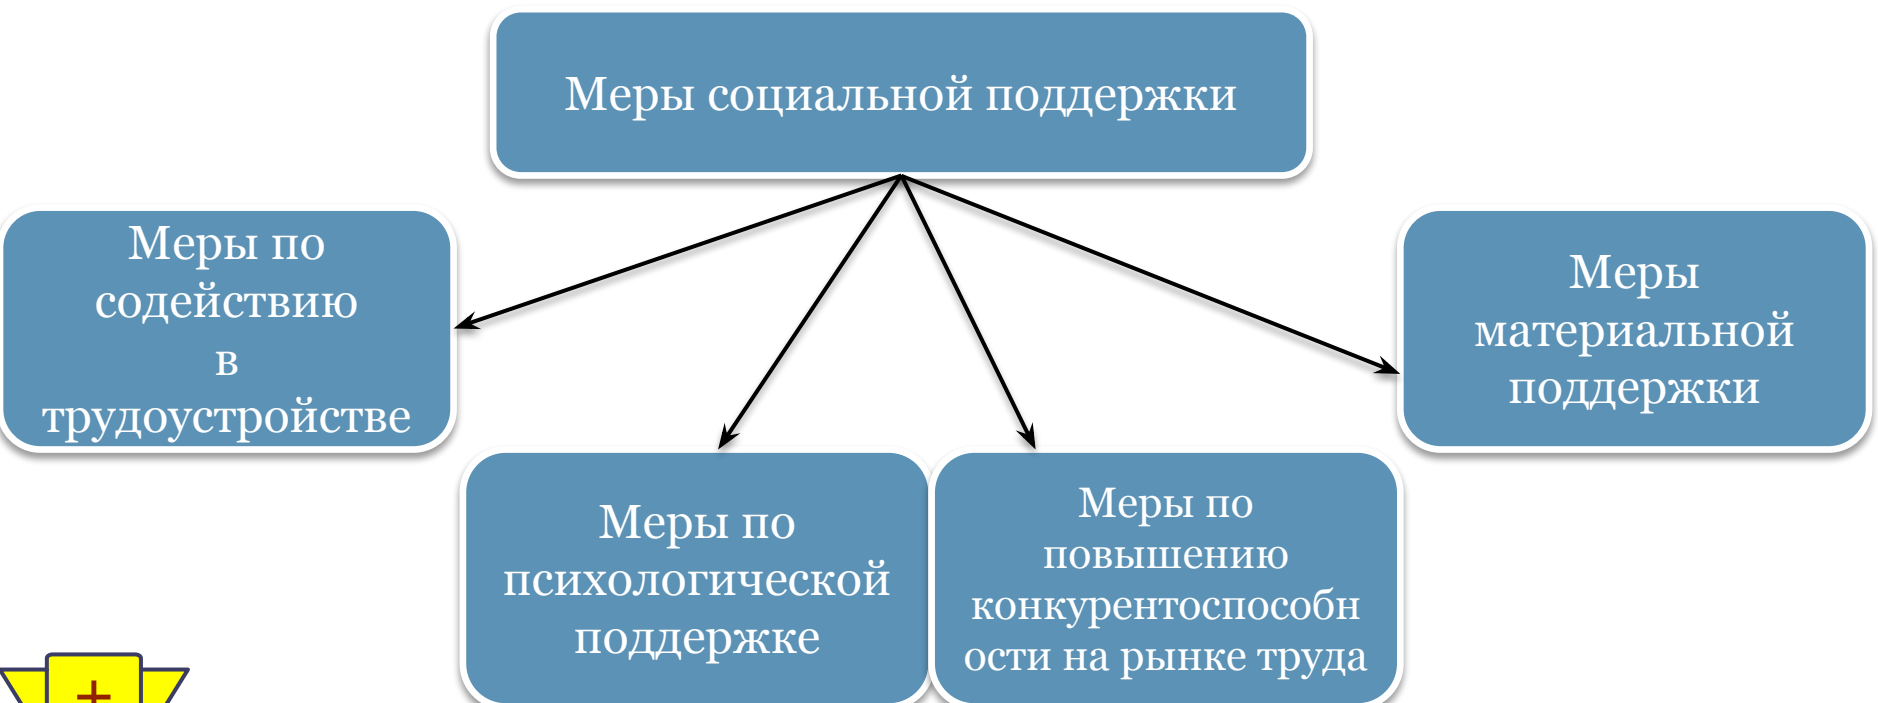 Меры социальной поддержки
Меры по
содействию
в
трудоустройстве
Меры по
психологической
поддержке
Меры по
повышению
конкурентоспособн
ости на рынке труда
Меры
материальной
поддержки
+